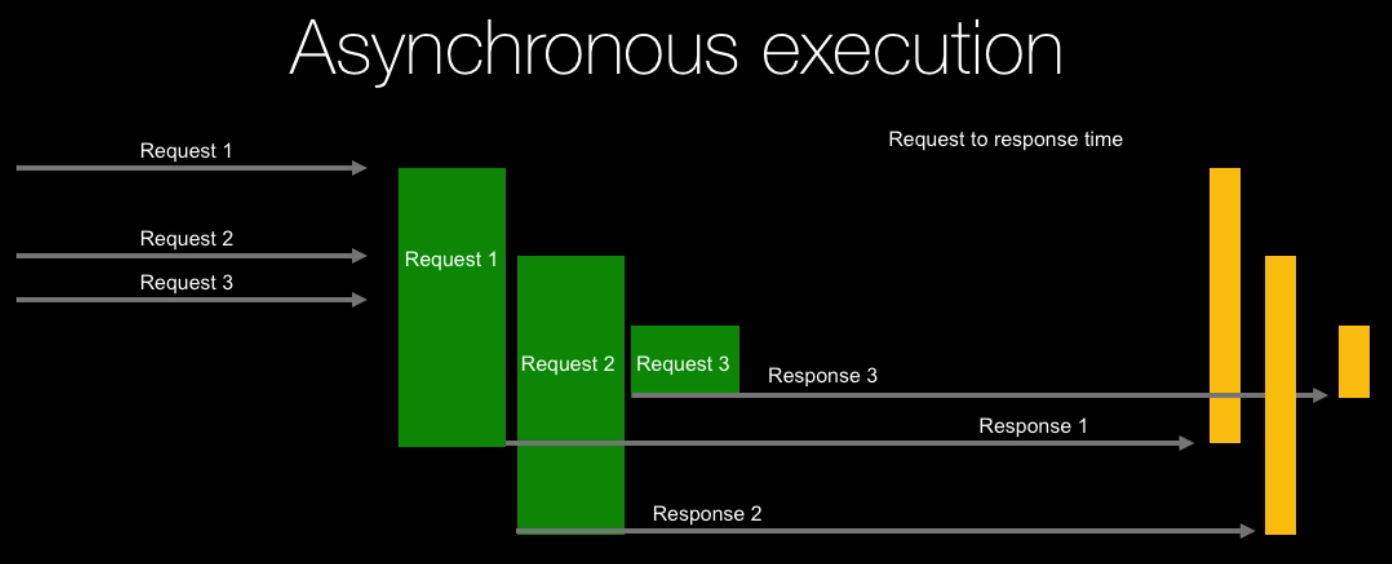 Asynchronous execution
Request to response time
Request 1
Request 2
Request 3
Request 1
Request 2
Request 3
Response 3
Response 1
Response 2